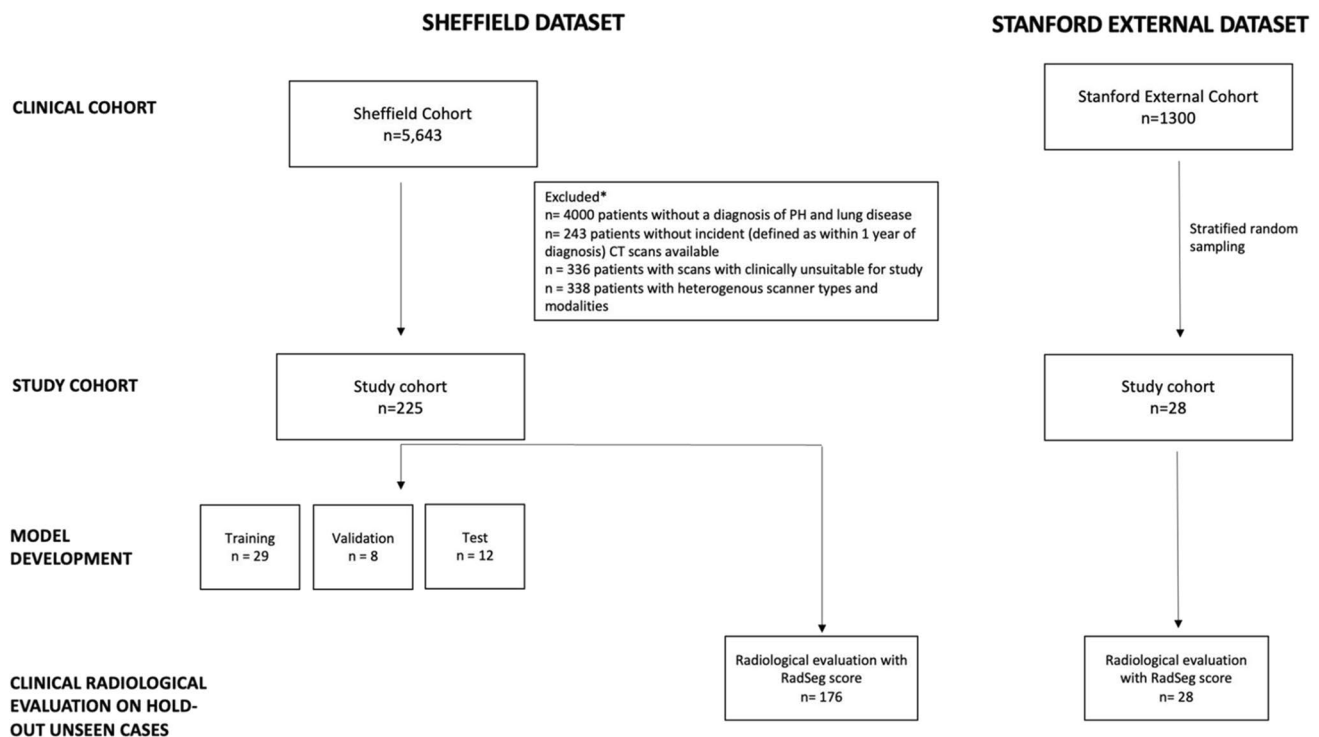 SHEFFIELD DATASET
STANFORD EXTERNAL DATASET
CLINICAL COHORT
Sheffield Cohort
n=5,643
Stanford External Cohort
n=1300
Excluded*
n= 4000 patients without a diagnosis of PH and lung disease
n= 243 patients without incident (defined as within 1 year of
diagnosis) CT scans available
n = 336 patients with scans with clinically unsuitable for study
n = 338 patients with heterogenous scanner types and
modalities
Stratified random
sampling
STUDY COHORT
Study cohort
n=225
Study cohort
n=28
MODEL
DEVELOPMENT
Training
n = 29
Validation
n = 8
Test
n = 12
CLINICAL RADIOLOGICAL
EVALUATION ON HOLD-
OUT UNSEEN CASES
Radiological evaluation with
RadSeg score
n= 176
Radiological evaluation
with RadSeg score
n= 28